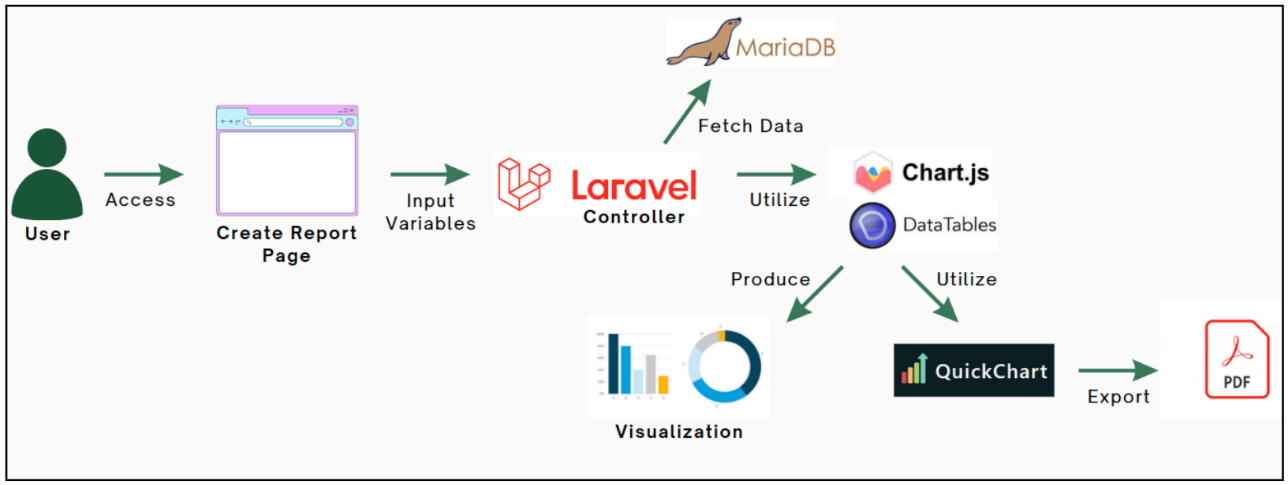 MariaDB
Fetch Data
Access
Input
Variables
Laravel
Controller
Utilize
Chart.js
DataTables
User
Create Report
Page
Produce
Utilize
QuickChart
Export
PDF
Visualization